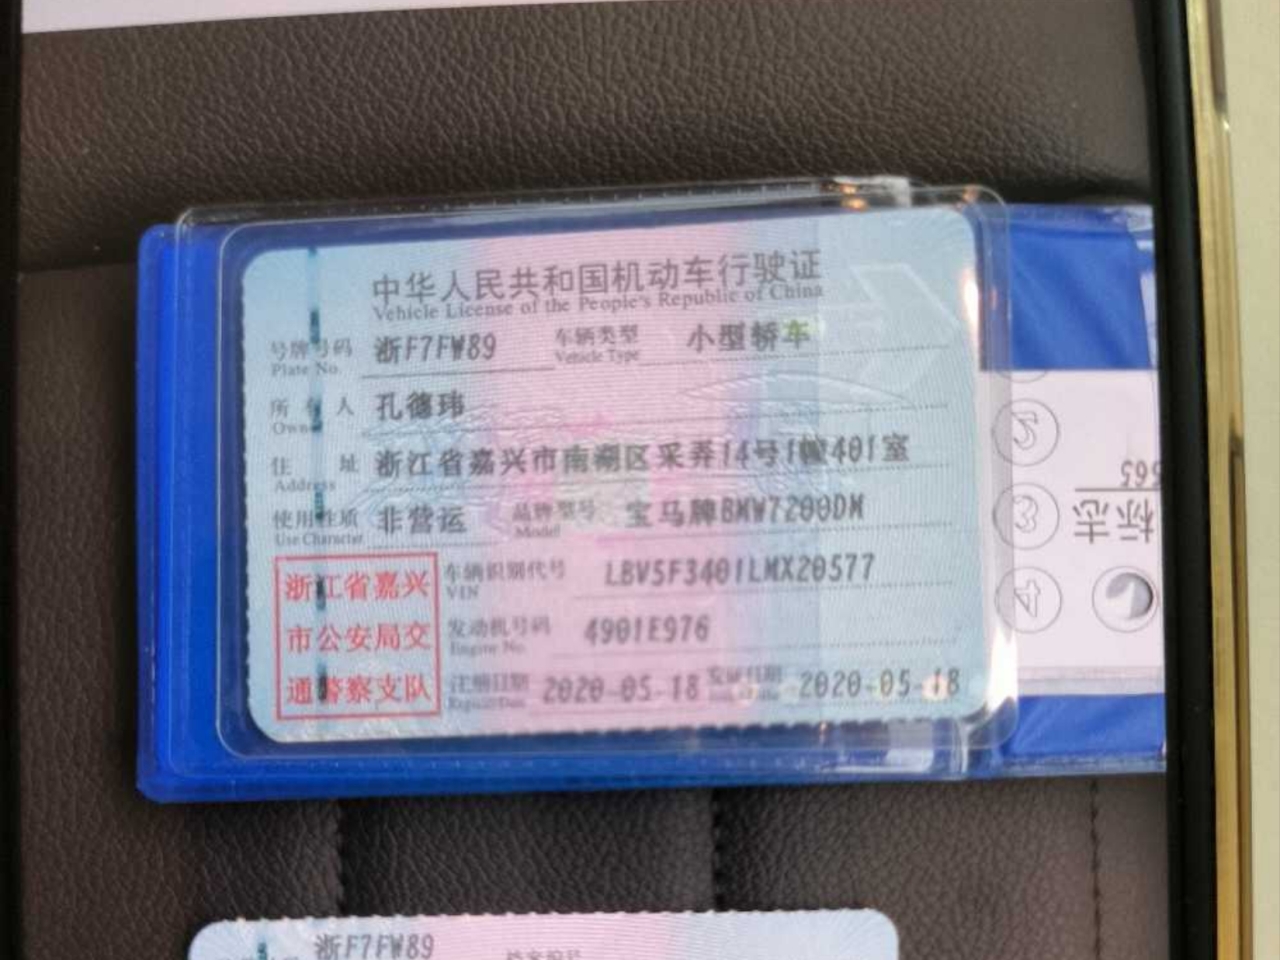 中华人民共和国机动车行驶证
Vehicle License of the People's Republic of China
号牌号码 浙F7FW89 车辆类型 小型轿车
Plate No. Vehicle Type
所有人 孔德玮
Owner
住址 浙江省嘉兴市南湖区采弄14号1幢401室
Address
使用性质 非营运 品牌型号 宝马牌BMW7200DM
Use Character Model
浙江省嘉兴
市公安局交
通警察支队
车辆识别代号 LBV5F3401LMX20577
VIN
发动机号码 4901E976
Engine No.
注册日期 2020-05-18 发证日期 2020-05-18
565
标志
2
3
4
浙F7FW89